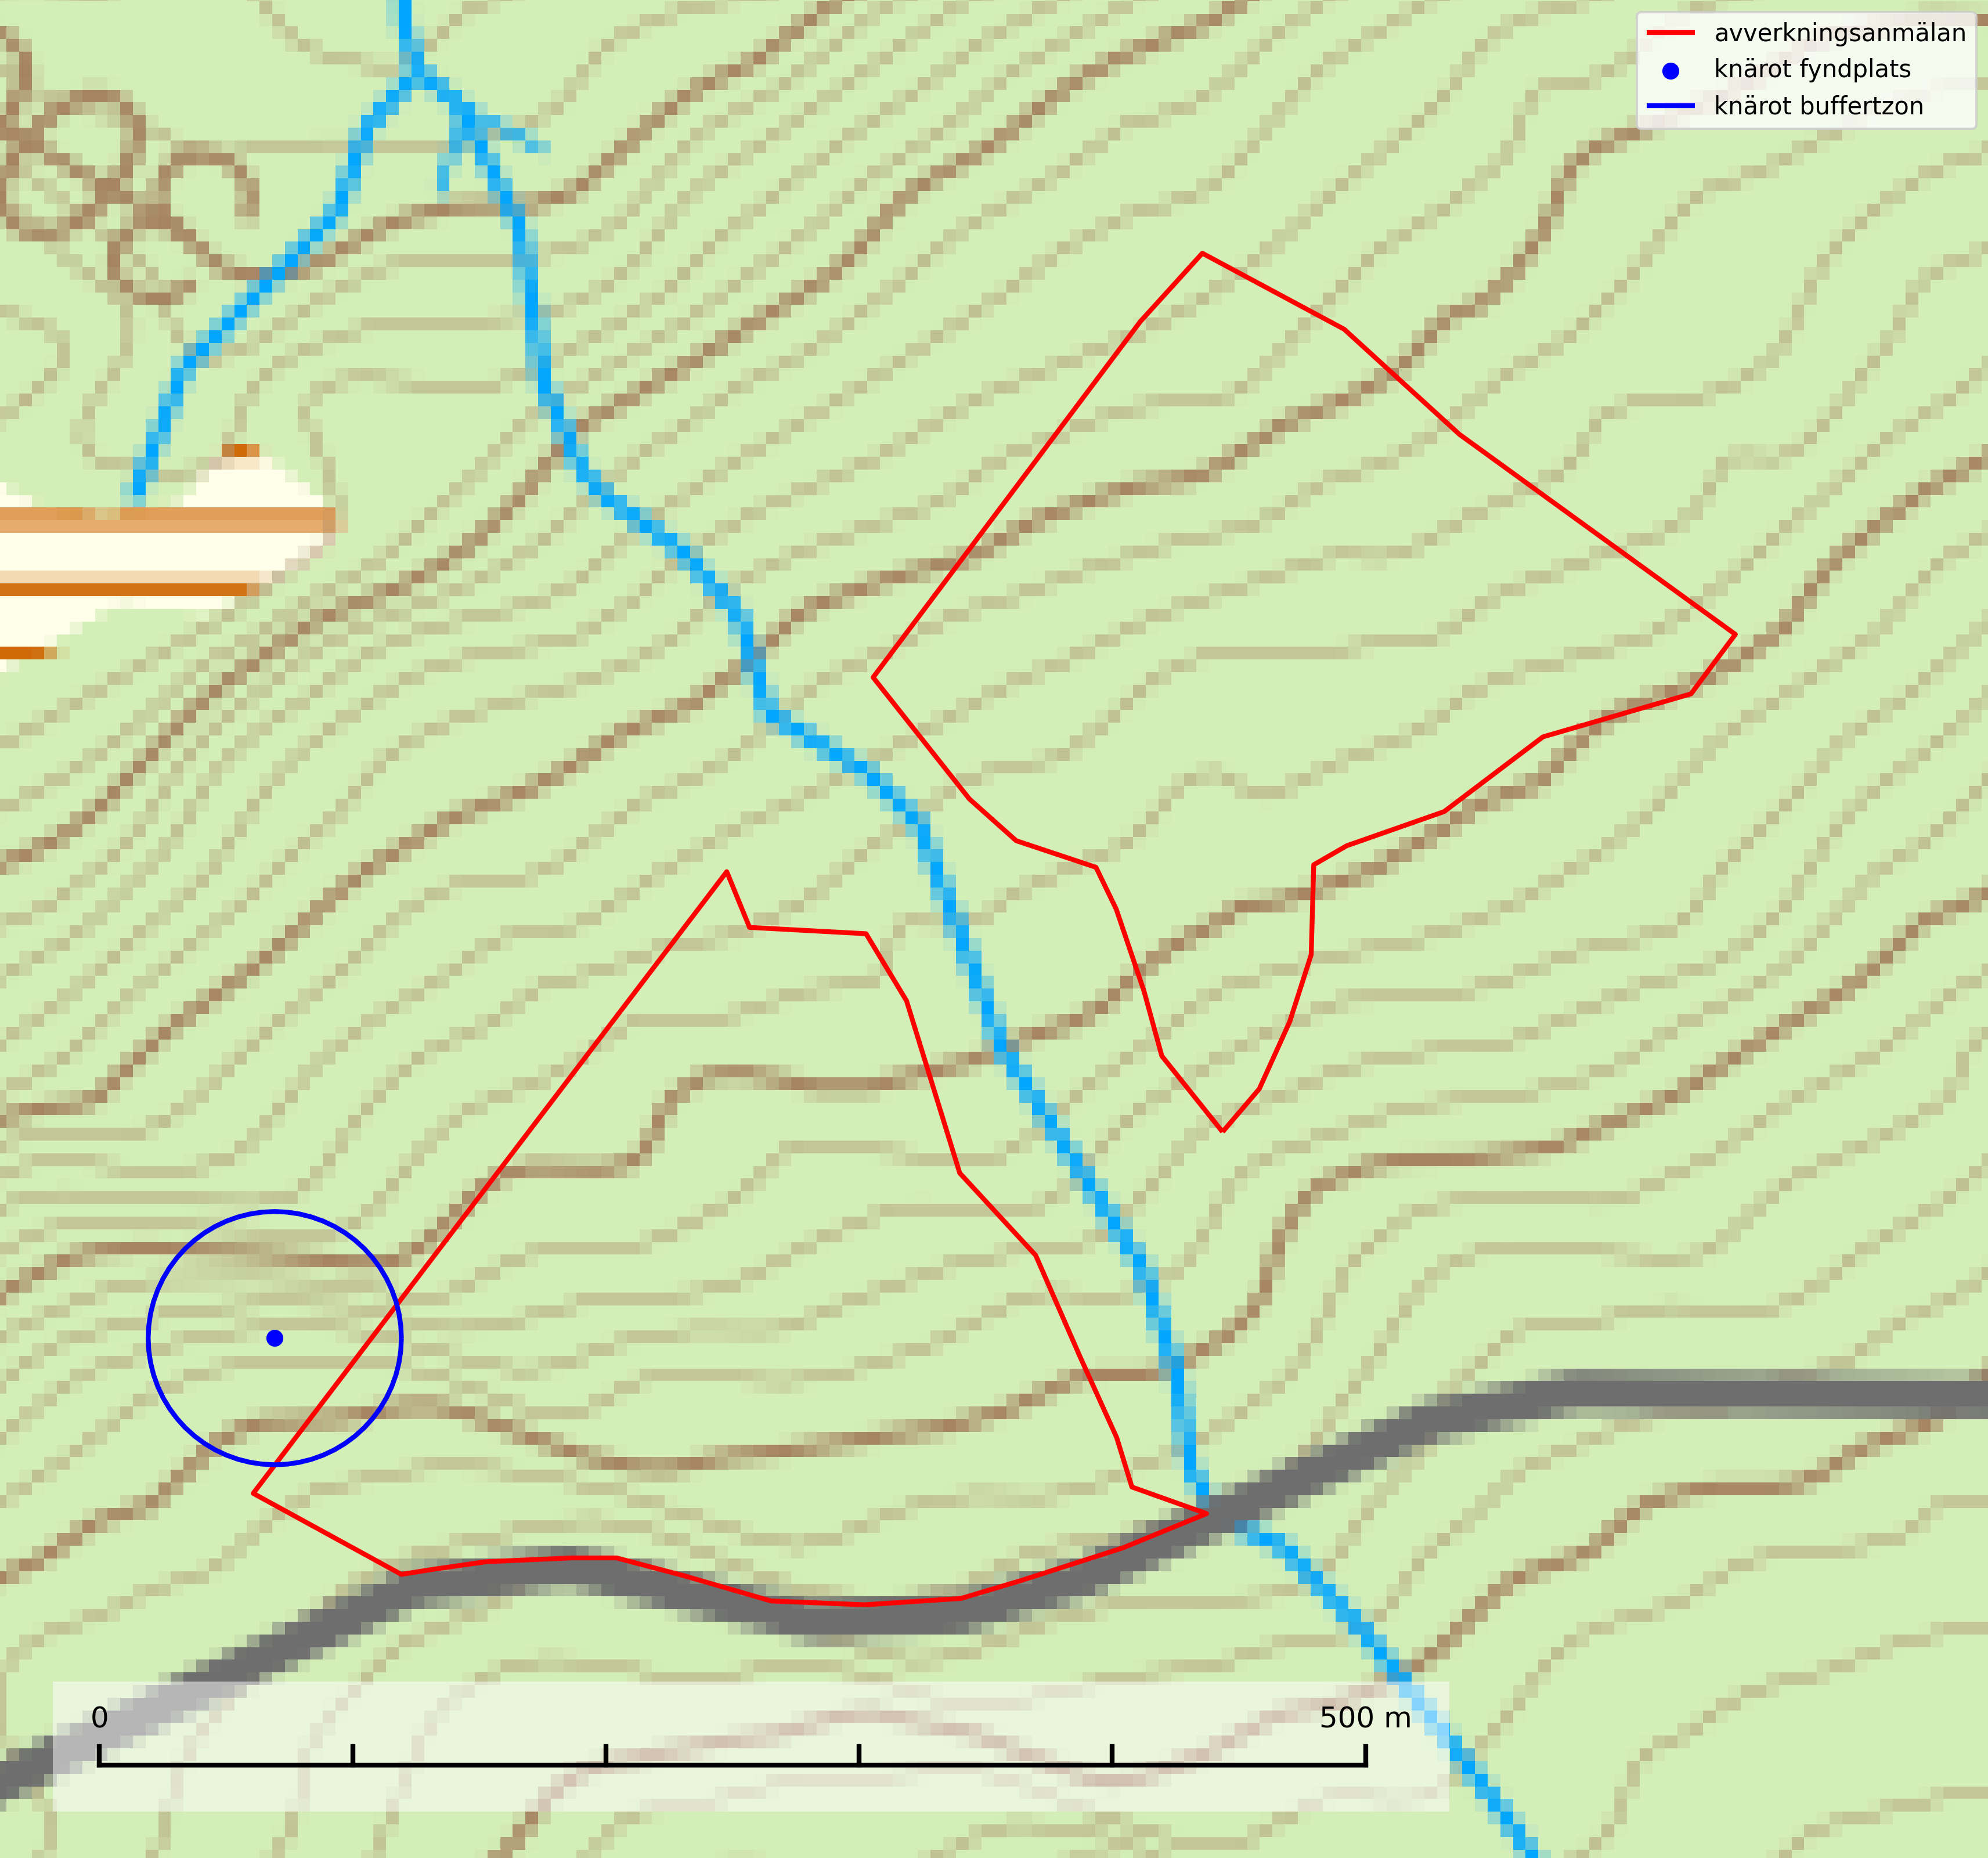 avverkningsanmälan
knärot fyndplats
knärot buffertzon
0 500 m